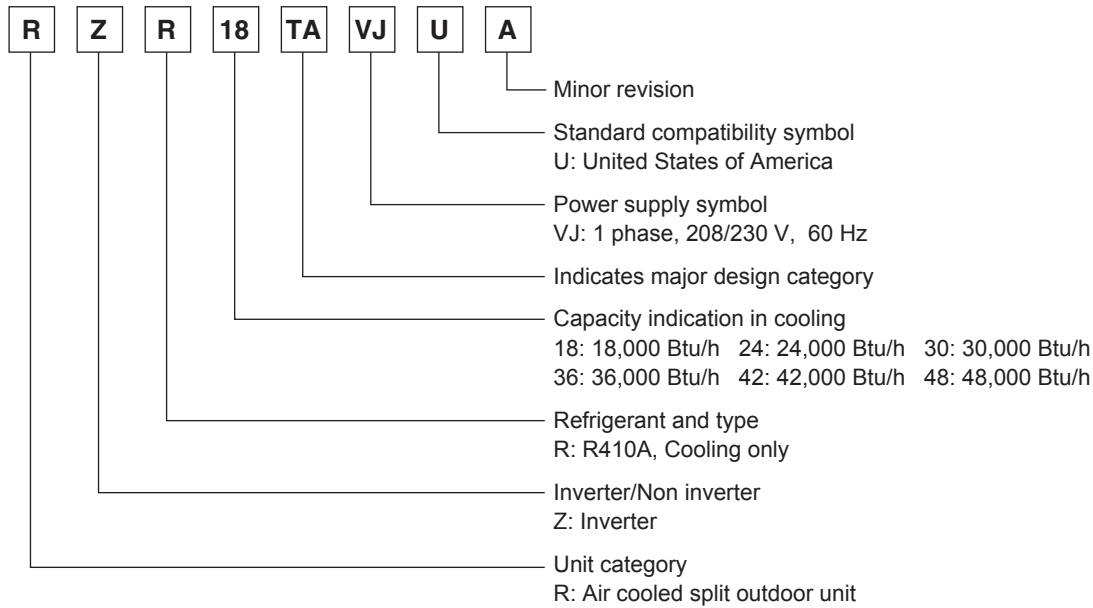 R Z R 18 TA VJ U A
Minor revision
Standard compatibility symbol
U: United States of America
Power supply symbol
VJ: 1 phase, 208/230 V, 60 Hz
Indicates major design category
Capacity indication in cooling
18: 18,000 Btu/h 24: 24,000 Btu/h 30: 30,000 Btu/h
36: 36,000 Btu/h 42: 42,000 Btu/h 48: 48,000 Btu/h
Refrigerant and type
R: R410A, Cooling only
Inverter/Non inverter
Z: Inverter
Unit category
R: Air cooled split outdoor unit